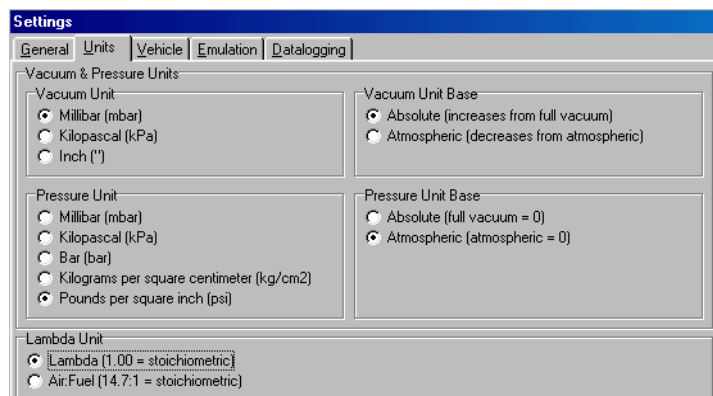 Settings
General Units Vehicle Emulation Datalogging
Vacuum & Pressure Units
Vacuum Unit
Millibar (mbar)
Kilopascal (kPa)
Inch (")
Vacuum Unit Base
Absolute (increases from full vacuum)
Atmospheric (decreases from atmospheric)
Pressure Unit
Millibar (mbar)
Kilopascal (kPa)
Bar (bar)
Kilograms per square centimeter (kg/cm2)
Pounds per square inch (psi)
Pressure Unit Base
Absolute (full vacuum = 0)
Atmospheric (atmospheric = 0)
Lambda Unit
Lambda (1.00 = stoichiometric)
Air:Fuel (14.7:1 = stoichiometric)